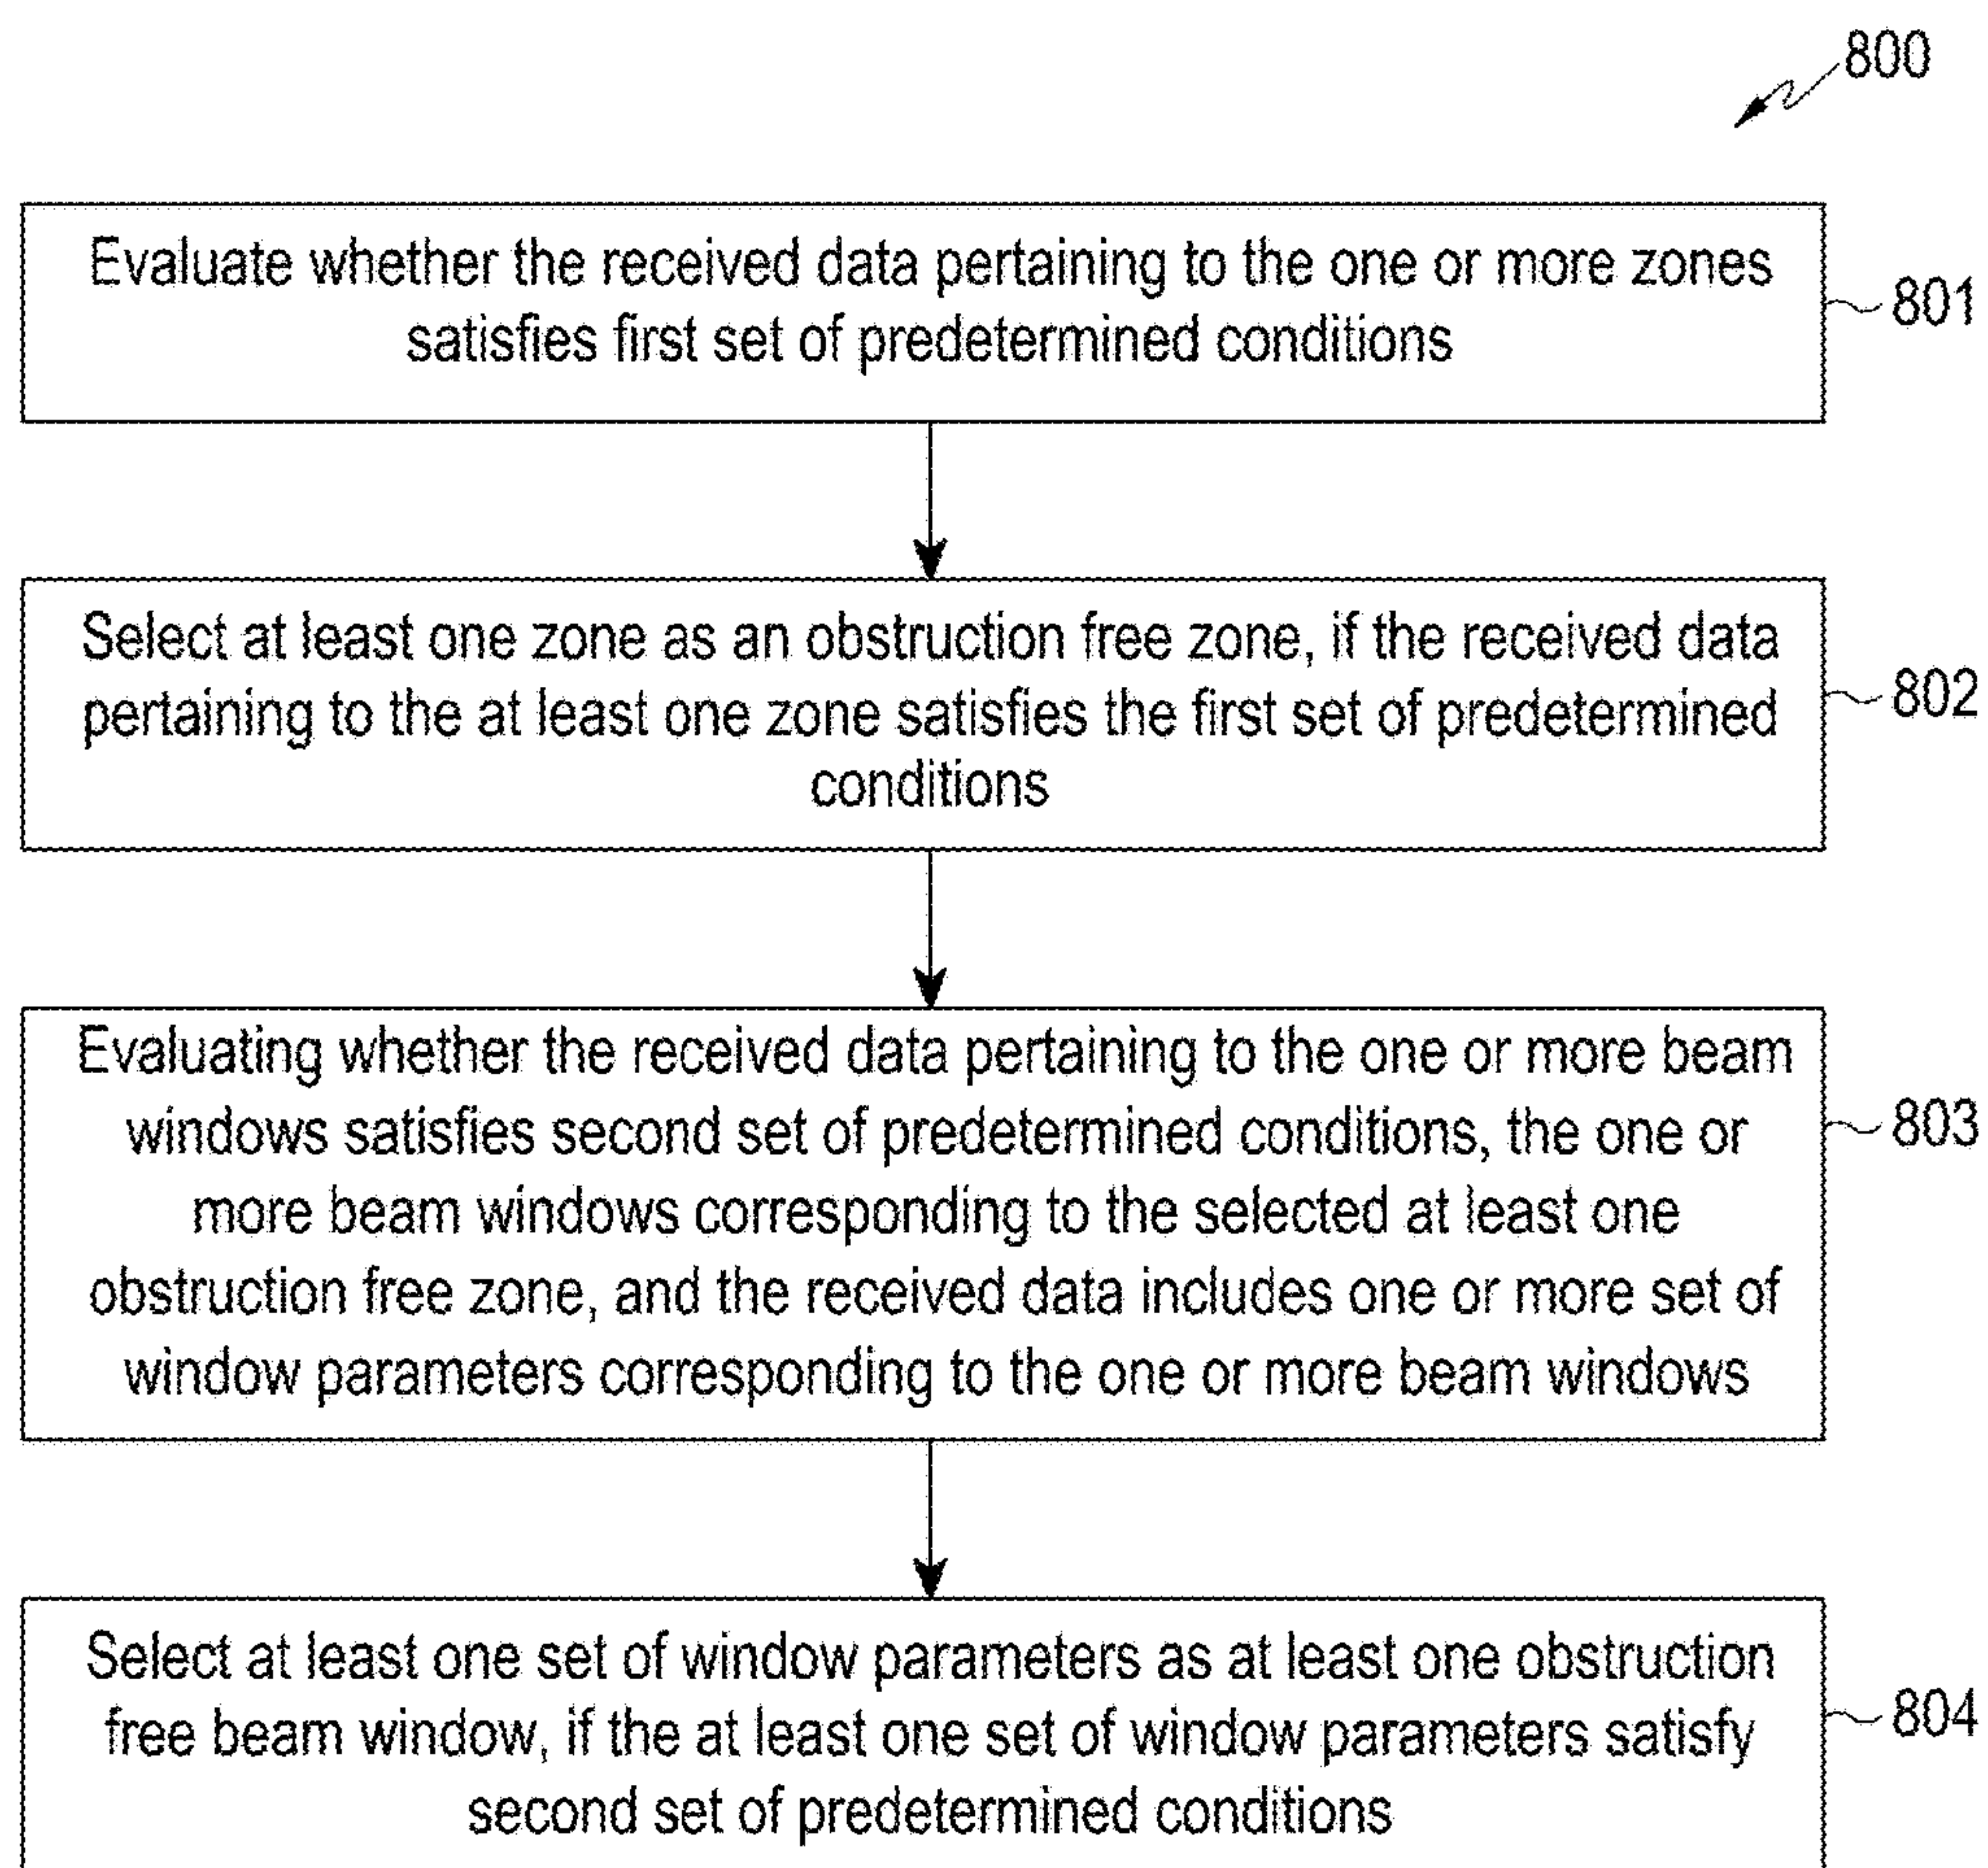 800
Evaluate whether the received data pertaining to the one or more zones
satisfies first set of predetermined conditions
801
Select at least one zone as an obstruction free zone, if the received data
pertaining to the at least one zone satisfies the first set of predetermined
conditions
802
Evaluating whether the received data pertaining to the one or more beam
windows satisfies second set of predetermined conditions, the one or
more beam windows corresponding to the selected at least one
obstruction free zone, and the received data includes one or more set of
window parameters corresponding to the one or more beam windows
803
Select at least one set of window parameters as at least one obstruction
free beam window, if the at least one set of window parameters satisfy
second set of predetermined conditions
804